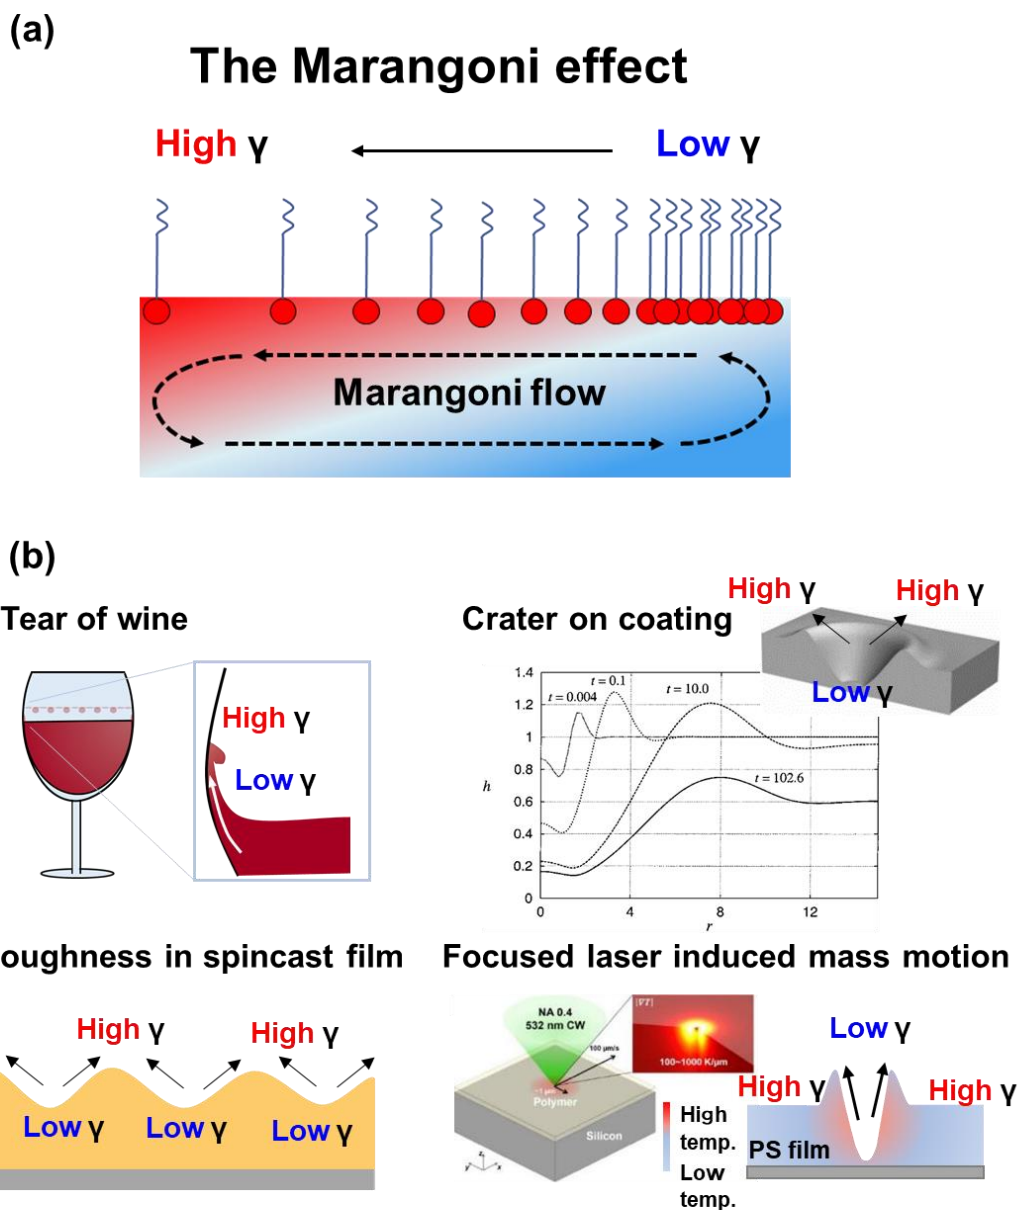 (a)
The Marangoni effect
High γ
Low γ
Marangoni flow
(b)
Tear of wine
High γ
Low γ
Crater on coating
High γ
High γ
Low γ
1.4
1.2
1
0.8
0.6
0.4
0.2
0
h
t = 0.004
t = 0.1
t = 10.0
t = 102.6
0
4
8
12
r
oughness in spincast film
High γ
High γ
Low γ
Low γ
Low γ
Focused laser induced mass motion
NA 0.4
532 nm CW
|∇T|
100~1000 K/μm
100 μm/s
Polymer
Silicon
z
y
x
High
temp.
Low
temp.
Low γ
High γ
High γ
PS film